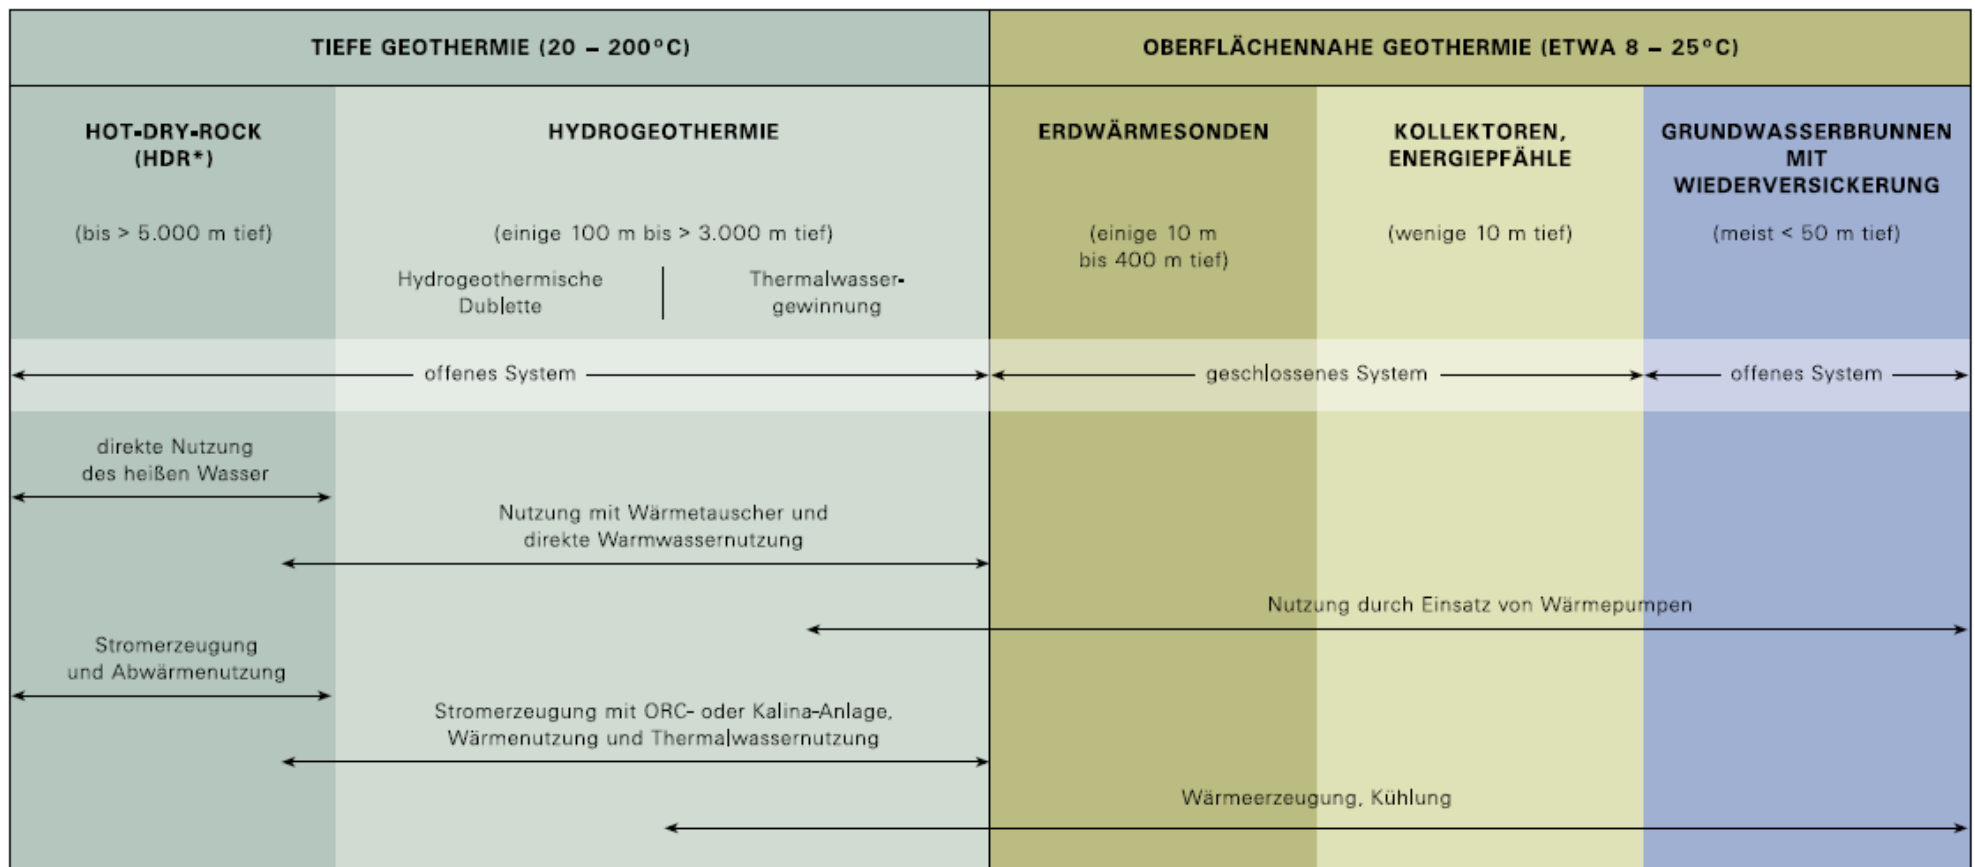 TIEFE GEOTHERMIE (20 – 200°C)
OBERFLÄCHENNAHE GEOTHERMIE (ETWA 8 – 25°C)
HOT-DRY-ROCK
(HDR*)
(bis > 5.000 m tief)
HYDROGEOTHERMIE
(einige 100 m bis > 3.000 m tief)
Hydrogeothermische
Dublette
Thermalwasser-
gewinnung
ERDWÄRMESONDEN
(einige 10 m
bis 400 m tief)
KOLLEKTOREN,
ENERGIEPFÄHLE
(wenige 10 m tief)
GRUNDWASSERBRUNNEN
MIT
WIEDERVERSICKERUNG
(meist < 50 m tief)
offenes System
geschlossenes System
offenes System
direkte Nutzung
des heißen Wasser
Nutzung mit Wärmetauscher und
direkte Warmwassernutzung
Nutzung durch Einsatz von Wärmepumpen
Stromerzeugung
und Abwärmenutzung
Stromerzeugung mit ORC- oder Kalina-Anlage,
Wärmenutzung und Thermalwassernutzung
Wärmeerzeugung, Kühlung